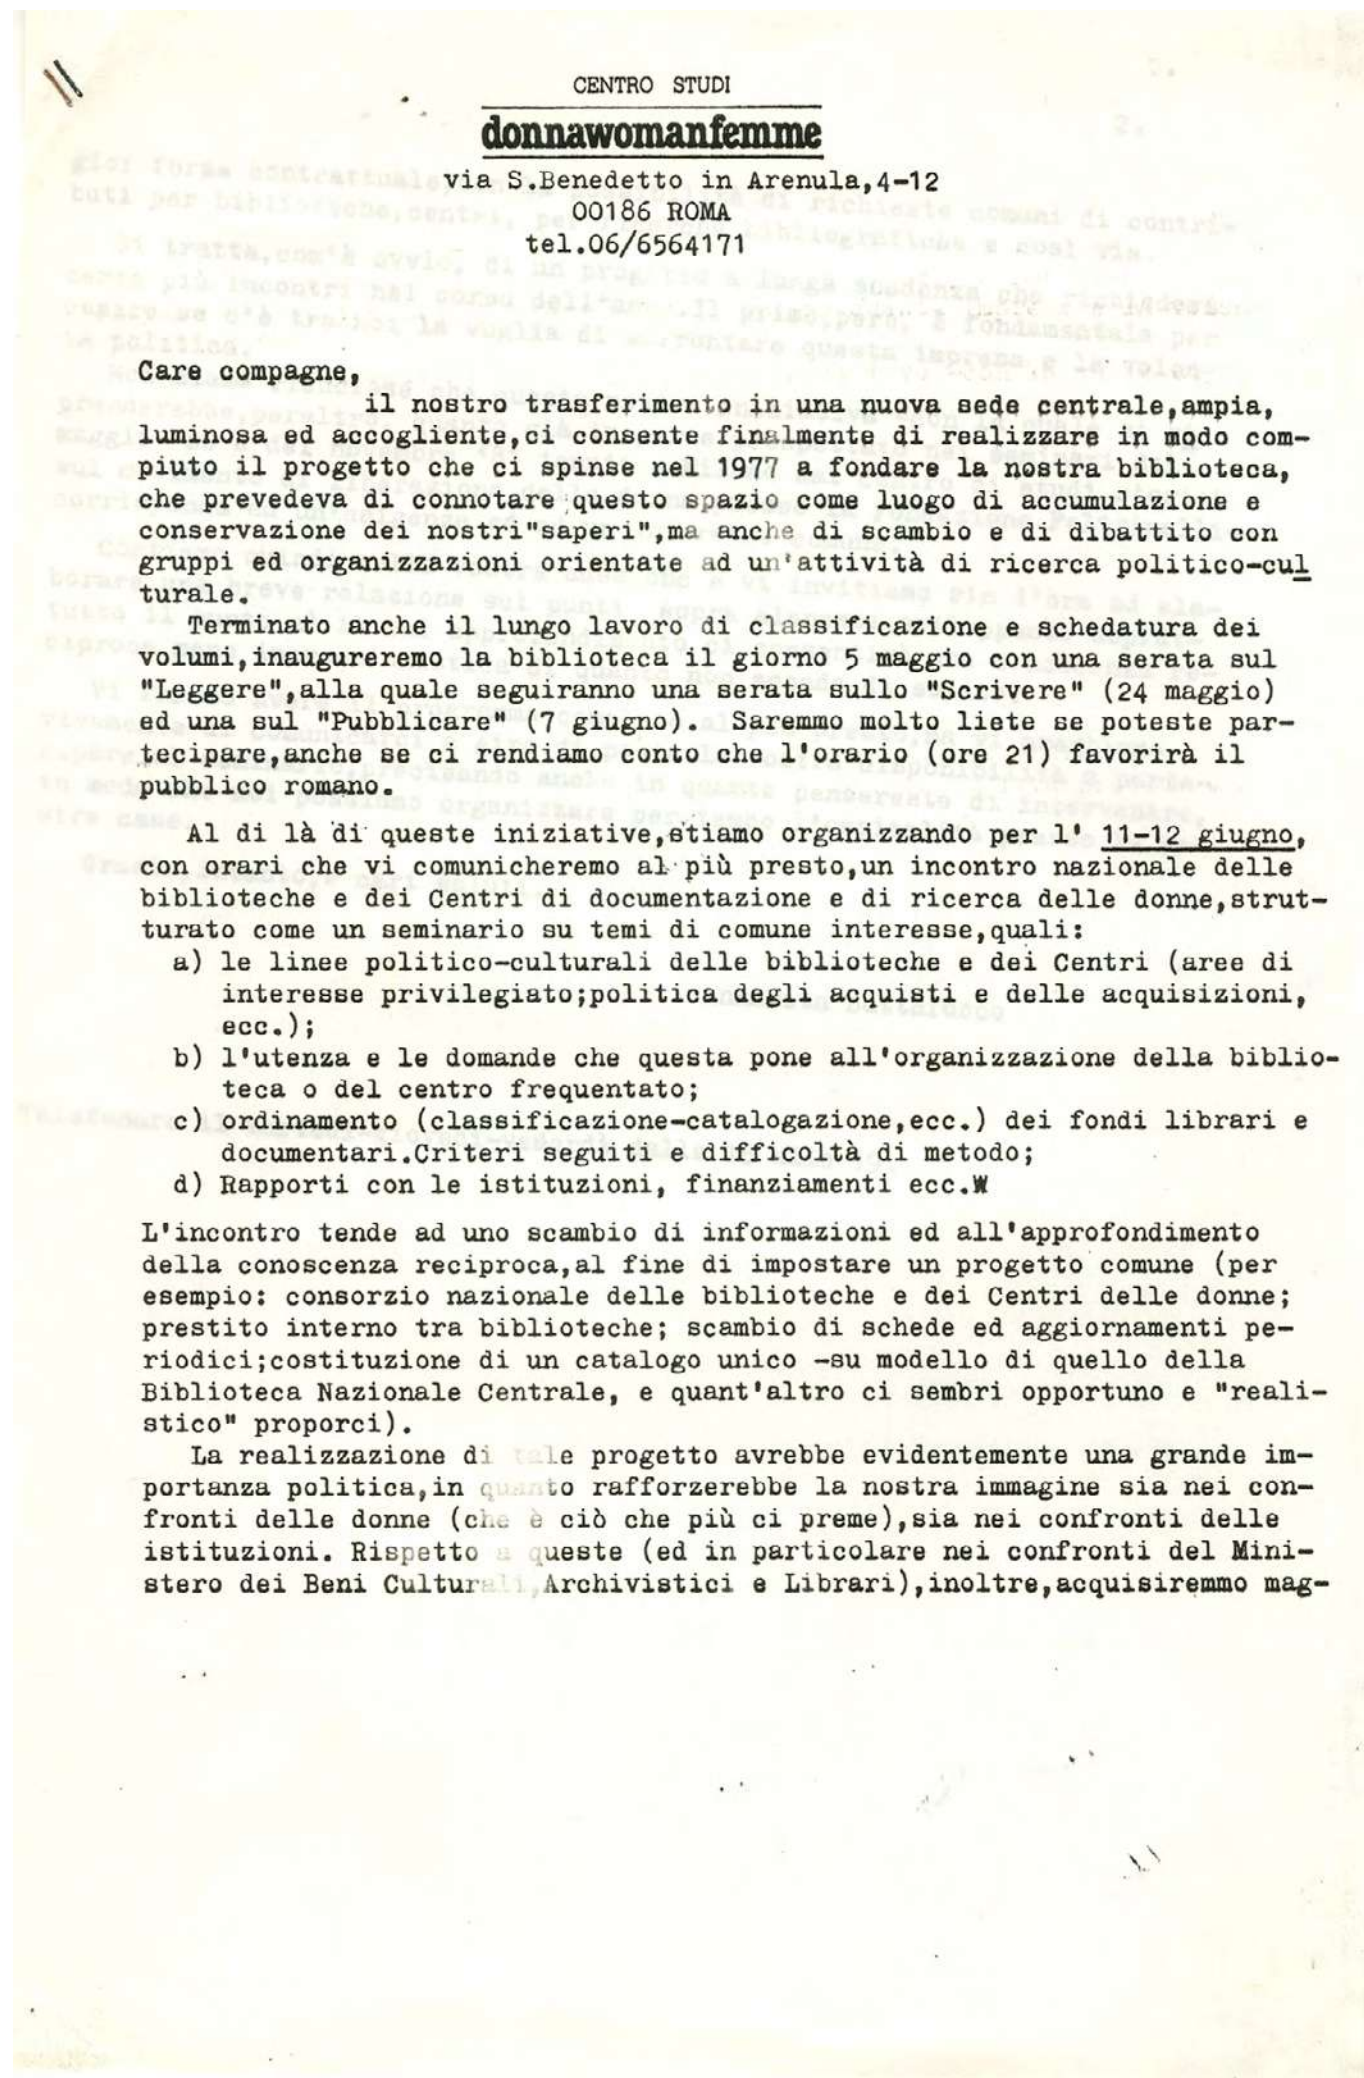 CENTRO STUDI
donnawomanfemme
via S.Benedetto in Arenula,4-12
00186 ROMA
tel.06/6564171
Care compagne,
il nostro trasferimento in una nuova sede centrale,ampia,
luminosa ed accogliente,ci consente finalmente di realizzare in modo com-
piuto il progetto che ci spinse nel 1977 a fondare la nostra biblioteca,
che prevedeva di connotare questo spazio come luogo di accumulazione e
conservazione dei nostri"saperi",ma anche di scambio e di dibattito con
gruppi ed organizzazioni orientate ad un'attività di ricerca politico-cul
turale.
Terminato anche il lungo lavoro di classificazione e schedatura dei
volumi,inaugureremo la biblioteca il giorno 5 maggio con una serata sul
"Leggere",alla quale seguiranno una serata sullo "Scrivere" (24 maggio)
ed una sul "Pubblicare" (7 giugno). Saremmo molto liete se poteste par-
tecipare,anche se ci rendiamo conto che l'orario (ore 21) favorirà il
pubblico romano.
Al di là di queste iniziative,stiamo organizzando per l' 11-12 giugno,
con orari che vi comunicheremo al più presto,un incontro nazionale delle
biblioteche e dei Centri di documentazione e di ricerca delle donne,strut-
turato come un seminario su temi di comune interesse,quali:
a) le linee politico-culturali delle biblioteche e dei Centri (aree di
interesse privilegiato;politica degli acquisti e delle acquisizioni,
ecc.);
b) l'utenza e le domande che questa pone all'organizzazione della biblio-
teca o del centro frequentato;
c) ordinamento (classificazione-catalogazione,ecc.) dei fondi librari e
documentari.Criteri seguiti e difficoltà di metodo;
d) Rapporti con le istituzioni, finanziamenti ecc.
L'incontro tende ad uno scambio di informazioni ed all'approfondimento
della conoscenza reciproca,al fine di impostare un progetto comune (per
esempio: consorzio nazionale delle biblioteche e dei Centri delle donne;
prestito interno tra biblioteche; scambio di schede ed aggiornamenti pe-
riodici;costituzione di un catalogo unico -su modello di quello della
Biblioteca Nazionale Centrale, e quant'altro ci sembri opportuno e "reali-
stico" proporci).
La realizzazione di tale progetto avrebbe evidentemente una grande im-
portanza politica,in quanto rafforzerebbe la nostra immagine sia nei con-
fronti delle donne (che è ciò che più ci preme),sia nei confronti delle
istituzioni. Rispetto a queste (ed in particolare nei confronti del Mini-
stero dei Beni Culturali,Archivistici e Librari),inoltre,acquisiremmo mag-